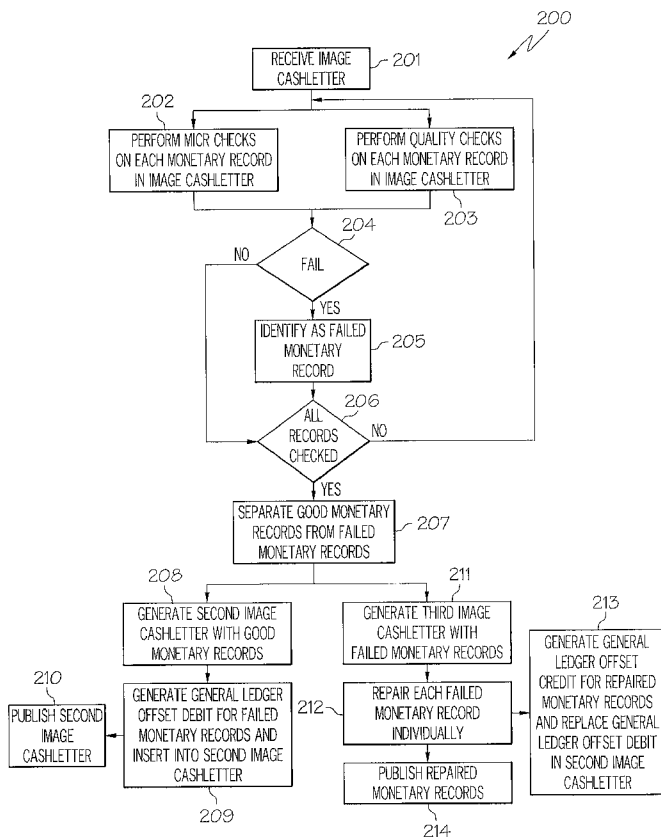 200
RECEIVE IMAGE
CASHLETTER
201
202
PERFORM MICR CHECKS
ON EACH MONETARY RECORD
IN IMAGE CASHLETTER
PERFORM QUALITY CHECKS
ON EACH MONETARY RECORD
IN IMAGE CASHLETTER
203
204
NO
FAIL
YES
IDENTIFY AS FAILED
MONETARY
RECORD
205
206
ALL
RECORDS
CHECKED
NO
YES
SEPARATE GOOD MONETARY
RECORDS FROM FAILED
MONETARY RECORDS
207
208
GENERATE SECOND IMAGE
CASHLETTER WITH GOOD
MONETARY RECORDS
211
GENERATE THIRD IMAGE
CASHLETTER WITH
FAILED MONETARY RECORDS
213
GENERATE GENERAL
LEDGER OFFSET
CREDIT FOR REPAIRED
MONETARY RECORDS
AND REPLACE GENERAL
LEDGER OFFSET DEBIT
IN SECOND IMAGE
CASHLETTER
210
PUBLISH SECOND
IMAGE
CASHLETTER
GENERATE GENERAL LEDGER
OFFSET DEBIT FOR FAILED
MONETARY RECORDS AND
INSERT INTO SECOND IMAGE
CASHLETTER
209
212
REPAIR EACH FAILED
MONETARY RECORD
INDIVIDUALLY
PUBLISH REPAIRED
MONETARY RECORDS
214